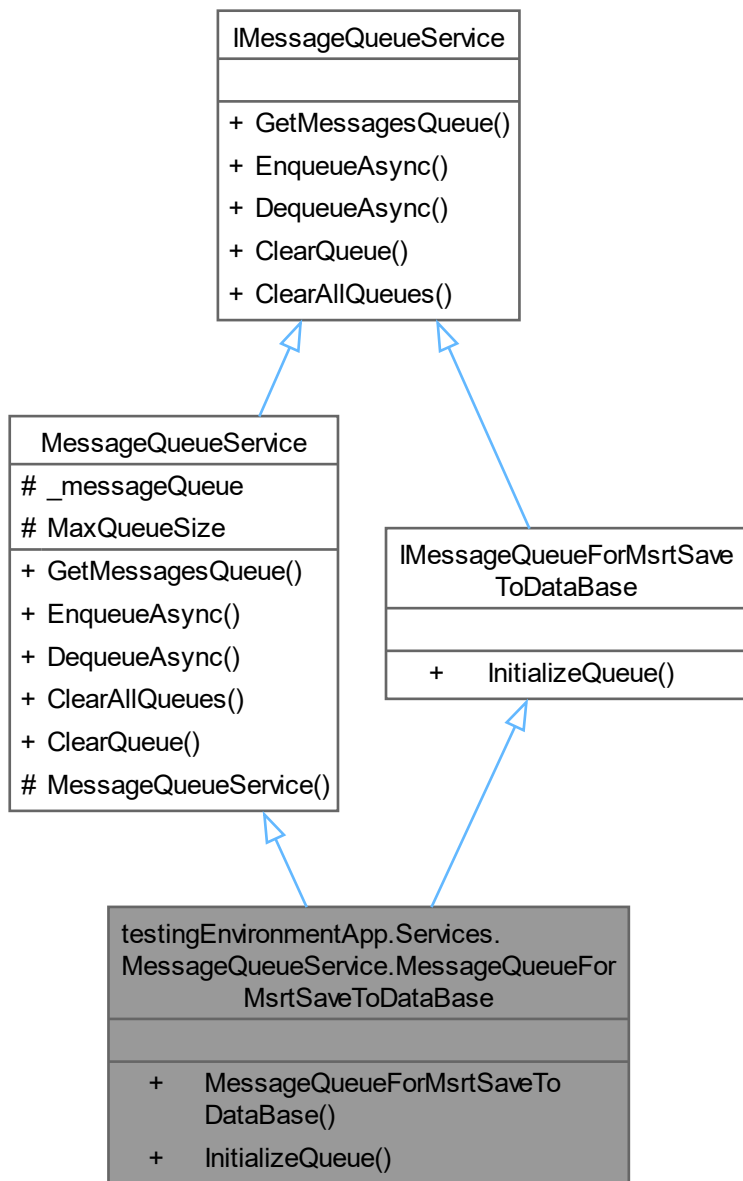 IMessageQueueService
+ GetMessagesQueue()
+ EnqueueAsync()
+ DequeueAsync()
+ ClearQueue()
+ ClearAllQueues()
MessageQueueService
# _messageQueue
# MaxQueueSize
+ GetMessagesQueue()
+ EnqueueAsync()
+ DequeueAsync()
+ ClearAllQueues()
+ ClearQueue()
# MessageQueueService()
IMessageQueueForMsrtSave
ToDataBase
+ InitializeQueue()
testingEnvironmentApp.Services.
MessageQueueService.MessageQueueFor
MsrtSaveToDataBase
+ MessageQueueForMsrtSaveTo
DataBase()
+ InitializeQueue()